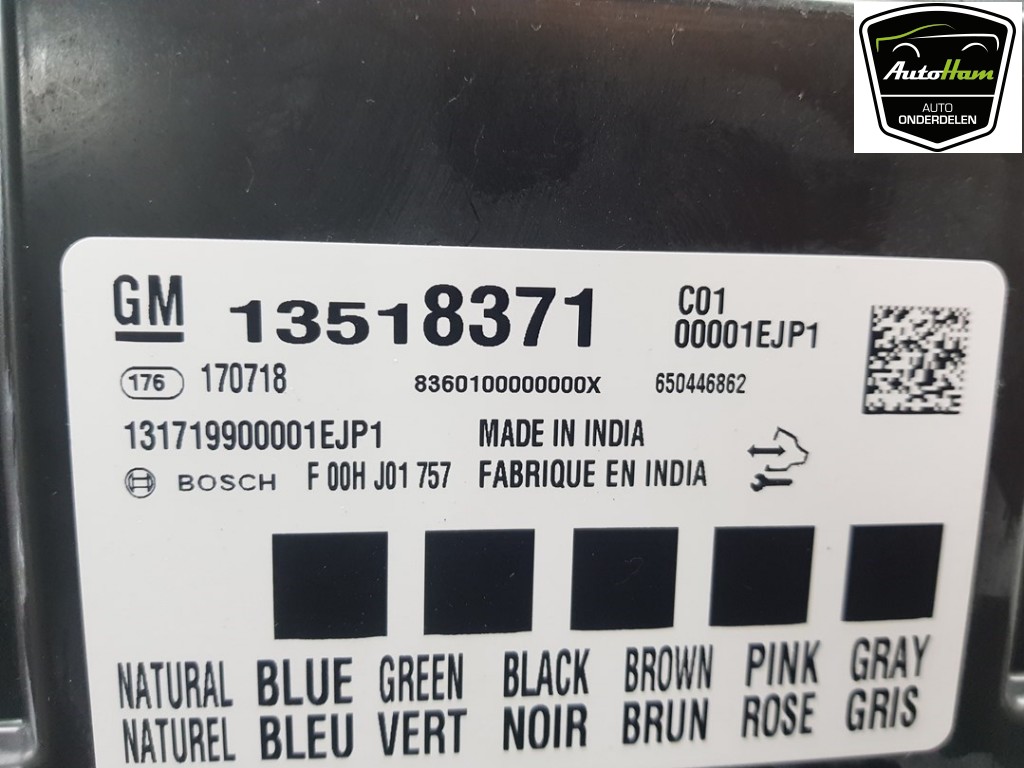 AutoHam
AUTO
ONDERDELEN
GM 13518371 C01
00001EJP1
176 170718 8360100000000X 650446862
131719900001EJP1 MADE IN INDIA
BOSCH F 00H J01 757 FABRIQUE EN INDIA
NATURAL BLUE GREEN BLACK BROWN PINK GRAY
NATUREL BLEU VERT NOIR BRUN ROSE GRIS